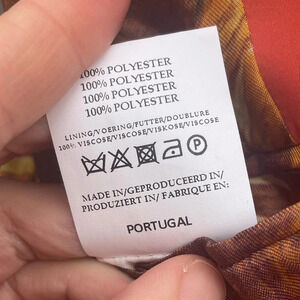 100% POLYESTER
100% POLYESTER
100% POLYESTER
100% POLYESTER
LINING/VOERING/FUTTER/DOUBLURE
100% VISCOSE/VISCOSE/VISKOSE/VISCOSE
P
MADE IN/GEPRODUCEERD IN/
PRODUZIERT IN/ FABRIQUE EN:
PORTUGAL